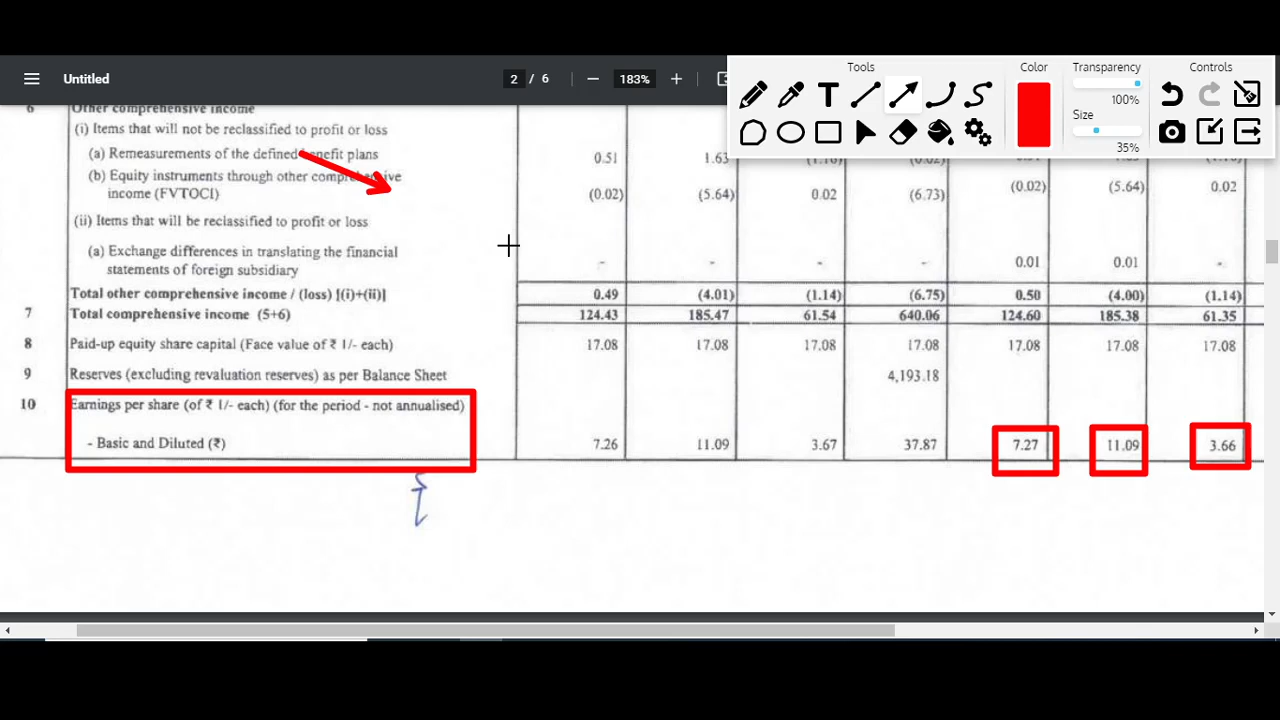 Untitled
2 / 6
183%
Tools
Color
Transparency
100%
Size
35%
Controls
T
6 Other comprehensive income
(i) Items that will not be reclassified to profit or loss
(a) Remeasurements of the defined benefit plans 0.51 1.63
(b) Equity instruments through other comprehensive
income (FVTOCI) (0.02) (5.64) 0.02 (6.73) (0.02) (5.64) 0.02
(ii) Items that will be reclassified to profit or loss
(a) Exchange differences in translating the financial
statements of foreign subsidiary - - - - 0.01 0.01 -
Total other comprehensive income / (loss) [(i)+(ii)] 0.49 (4.01) (1.14) (6.75) 0.50 (4.00) (1.14)
7 Total comprehensive income (5+6) 124.43 185.47 61.54 640.06 124.60 185.38 61.35
8 Paid-up equity share capital (Face value of ₹ 1/- each) 17.08 17.08 17.08 17.08 17.08 17.08 17.08
9 Reserves (excluding revaluation reserves) as per Balance Sheet 4,193.18
10 Earnings per share (of ₹ 1/- each) (for the period - not annualised)
- Basic and Diluted (₹) 7.26 11.09 3.67 37.87 7.27 11.09 3.66